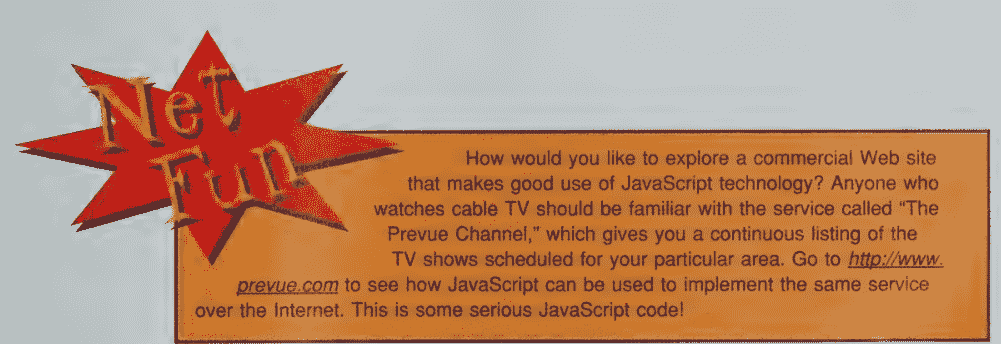 Net
Fun
How would you like to explore a commercial Web site
that makes good use of JavaScript technology? Anyone who
watches cable TV should be familiar with the service called “The
Prevue Channel,” which gives you a continuous listing of the
TV shows scheduled for your particular area. Go to http://www.
prevue.com to see how JavaScript can be used to implement the same service
over the Internet. This is some serious JavaScript code!